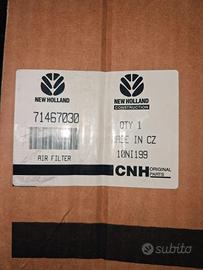 NEW HOLLAND
71467030
AIR FILTER
NEW HOLLAND
CONSTRUCTION
QTY 1
MADE IN CZ
10NI199
CNH ORIGINAL PARTS
subito